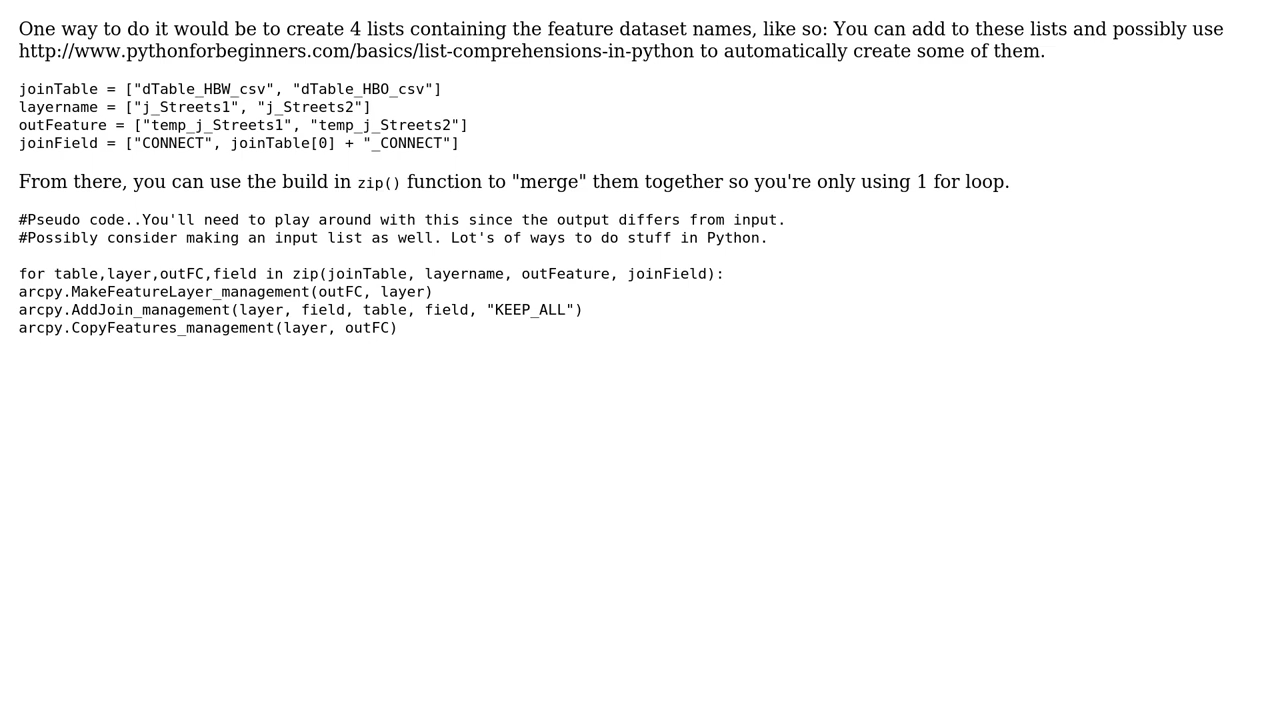 One way to do it would be to create 4 lists containing the feature dataset names, like so: You can add to these lists and possibly use
http://www.pythonforbeginners.com/basics/list-comprehensions-in-python to automatically create some of them.
joinTable = ["dTable_HBW_csv", "dTable_HBO_csv"]
layername = ["j_Streets1", "j_Streets2"]
outFeature = ["temp_j_Streets1", "temp_j_Streets2"]
joinField = ["CONNECT", joinTable[0] + "_CONNECT"]
From there, you can use the build in zip() function to "merge" them together so you're only using 1 for loop.
#Pseudo code..You'll need to play around with this since the output differs from input.
#Possibly consider making an input list as well. Lot's of ways to do stuff in Python.
for table,layer,outFC,field in zip(joinTable, layername, outFeature, joinField):
arcpy.MakeFeatureLayer_management(outFC, layer)
arcpy.AddJoin_management(layer, field, table, field, "KEEP_ALL")
arcpy.CopyFeatures_management(layer, outFC)